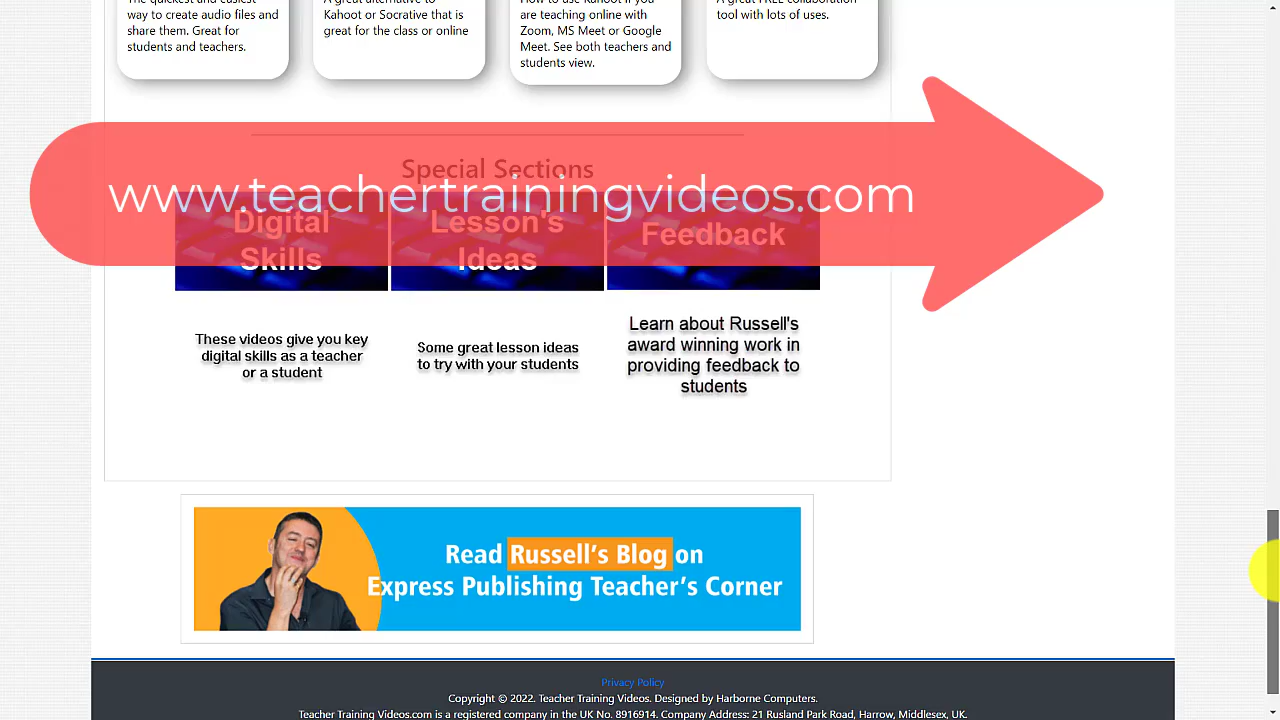 The quickest and easiest
way to create audio files and
share them. Great for
students and teachers.
A great alternative to
Kahoot or Socrative that is
great for the class or online
How to use Kahoot if you
are teaching online with
Zoom, MS Meet or Google
Meet. See both teachers and
students view.
A great FREE collaboration
tool with lots of uses.
Special Sections
www.teachertrainingvideos.com
Digital
Skills
Lesson's
Ideas
Feedback
These videos give you key
digital skills as a teacher
or a student
Some great lesson ideas
to try with your students
Learn about Russell's
award winning work in
providing feedback to
students
Read Russell's Blog on
Express Publishing Teacher's Corner
Privacy Policy
Copyright © 2022. Teacher Training Videos. Designed by Harborne Computers.
Teacher Training Videos.com is a registered company in the UK No. 8916914. Company Address: 21 Rusland Park Road, Harrow, Middlesex, UK.